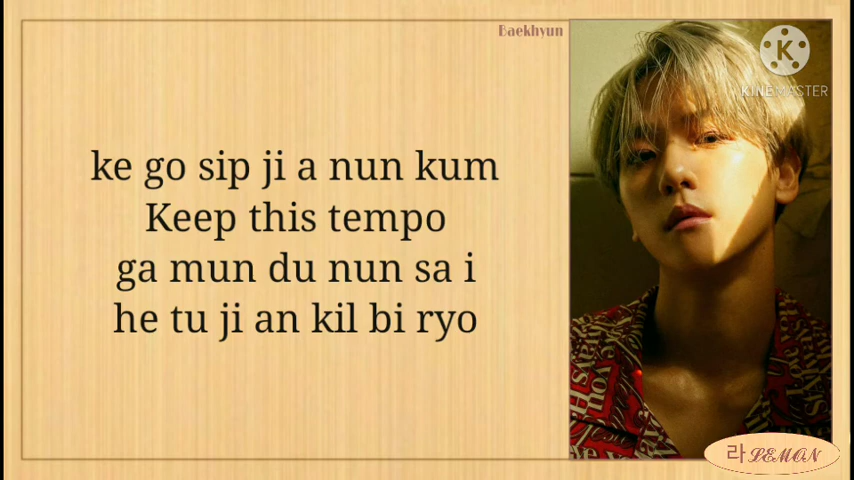 Baekhyun
K
KINEMASTER
ke go sip ji a nun kum
Keep this tempo
ga mun du nun sa i
he tu ji an kil bi ryo
라 LEMON